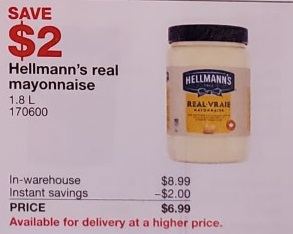 SAVE
$2
Hellmann's real
mayonnaise
1.8 L
170600
HELLMANN'S
REAL•VRAIE
MAYONNAISE
In-warehouse $8.99
Instant savings –$2.00
PRICE $6.99
Available for delivery at a higher price.